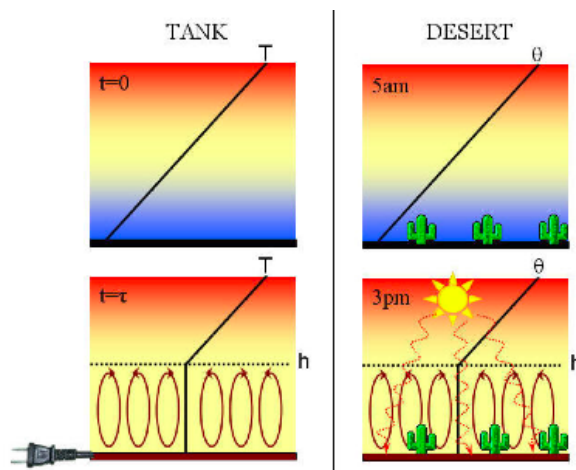 TANK
DESERT
T
t=0
θ
5am
T
t=τ
h
θ
3pm
h